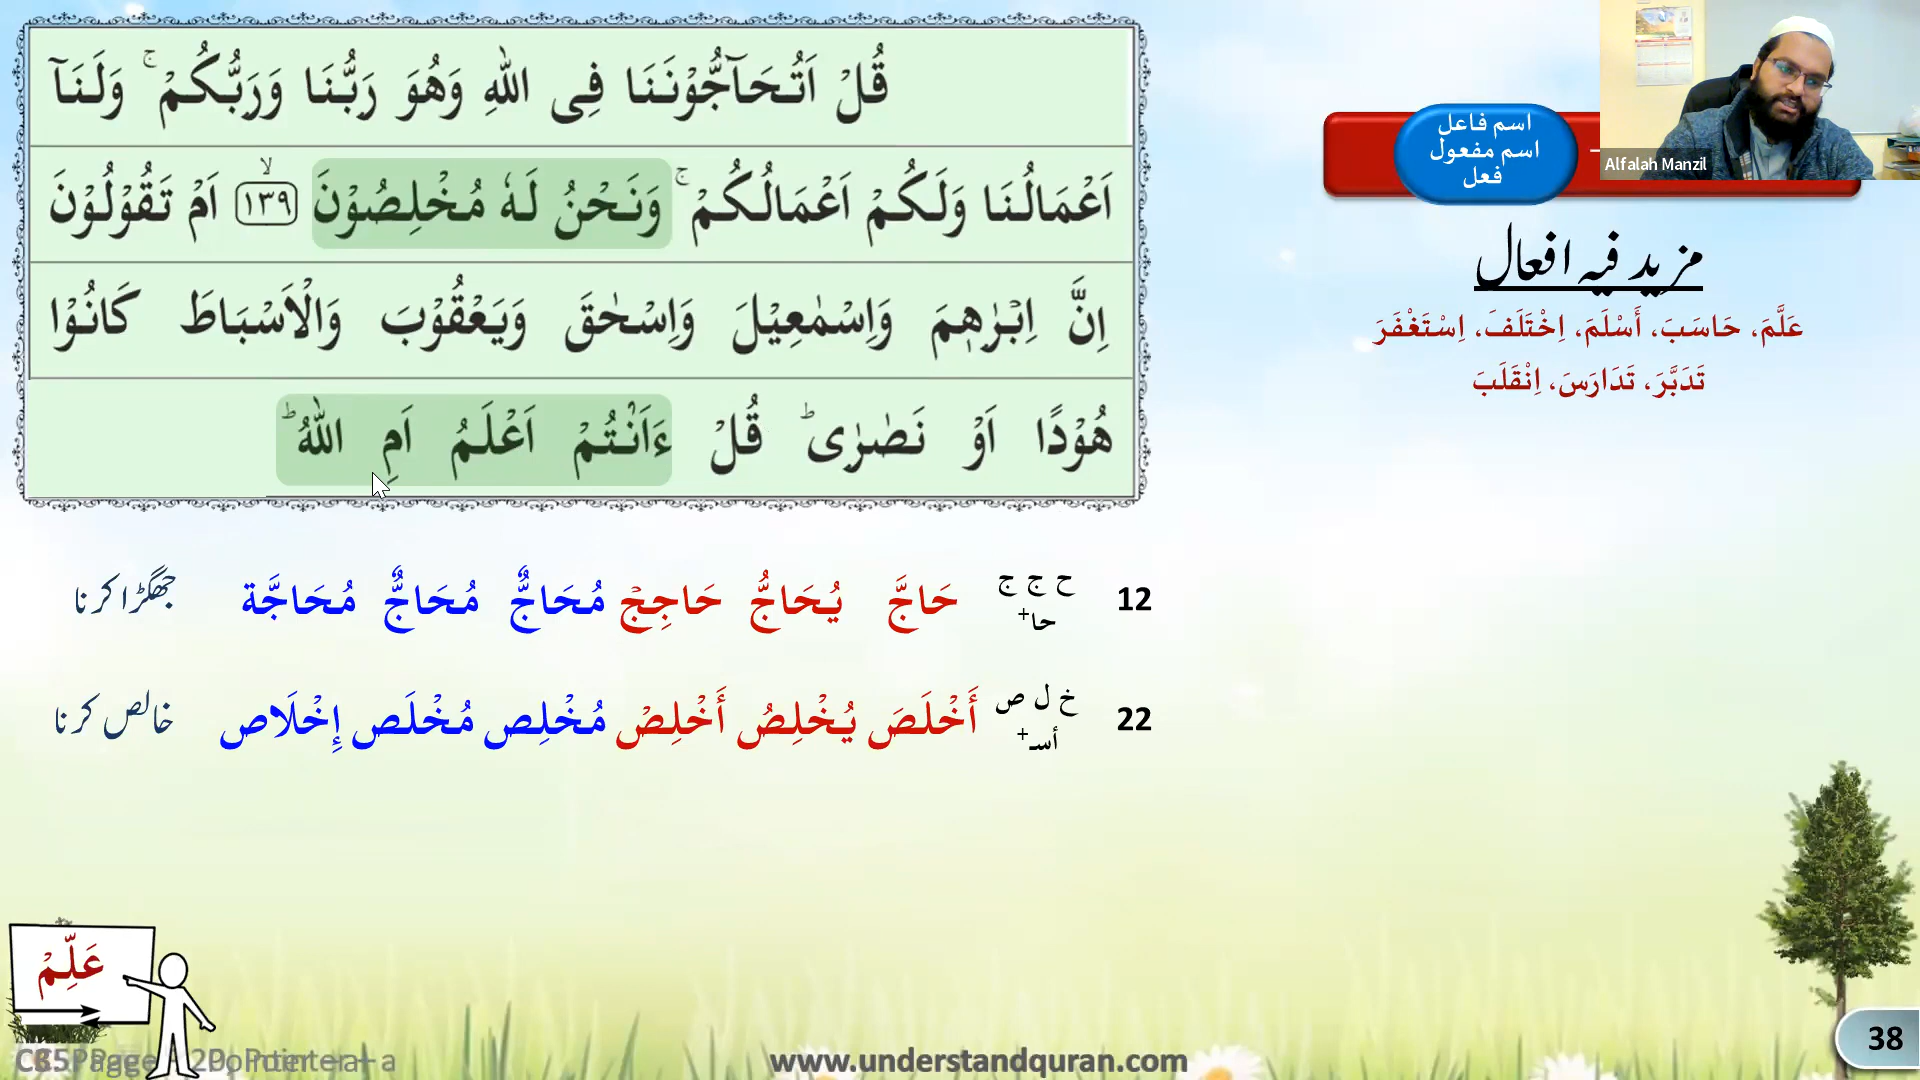 قُلْ اَتُحَآجُّوْنَنَا فِى اللّٰهِ وَهُوَ رَبُّنَا وَرَبُّكُمْ ۚ وَلَنَآ
اَعْمَالُنَا وَلَكُمْ اَعْمَالُكُمْ ۚ وَنَحْنُ لَهٗ مُخْلِصُوْنَ ۙ ١٣٩ اَمْ تَقُوْلُوْنَ
اِنَّ اِبْرٰهٖمَ وَاِسْمٰعِيْلَ وَاِسْحٰقَ وَيَعْقُوْبَ وَالْاَسْبَاطَ كَانُوْا
هُوْدًا اَوْ نَصٰرٰى ؕ قُلْ ءَاَنْتُمْ اَعْلَمُ اَمِ اللّٰهُ ؕ
اسم فاعل
اسم مفعول
فعل
Alfalah Manzil
مزید فیہ افعال
عَلَّمَ، حَاسَبَ، أَسْلَمَ، اِخْتَلَفَ، اِسْتَغْفَرَ
تَدَبَّرَ، تَدَارَسَ، اِنْقَلَبَ
12 ح ج ج حَاجَّ يُحَاجُّ حَاجِجْ مُحَاجٌّ مُحَاجٌّ مُحَاجَّة جھگڑا کرنا
حا+
22 خ ل ص أَخْلَصَ يُخْلِصُ أَخْلِصْ مُخْلِص مُخْلَص إِخْلَاص خالص کرنا
أسـ+
عَلِّمْ
www.understandquran.com
38